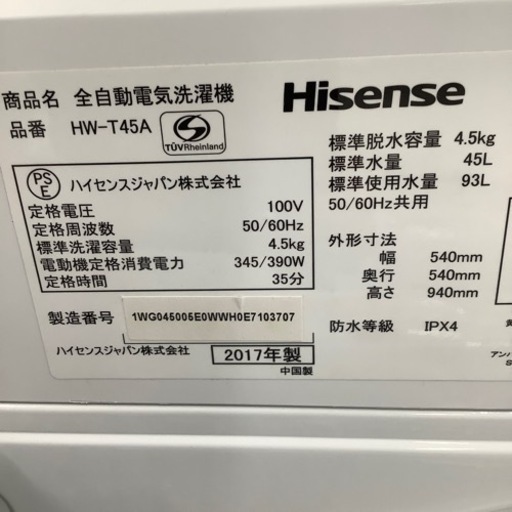 商品名 全自動電気洗濯機
Hisense
品番 HW-T45A
TÜVRheinland
PSE
ハイセンスジャパン株式会社
定格電圧 100V
定格周波数 50/60Hz
標準洗濯容量 4.5kg
電動機定格消費電力 345/390W
定格時間 35分
製造番号 1WG045005E0WWH0E7103707
ハイセンスジャパン株式会社 2017年製
中国製
標準脱水容量 4.5kg
標準水量 45L
標準使用水量 93L
50/60Hz共用
外形寸法
幅 540mm
奥行 540mm
高さ 940mm
防水等級 IPX4
アンバ